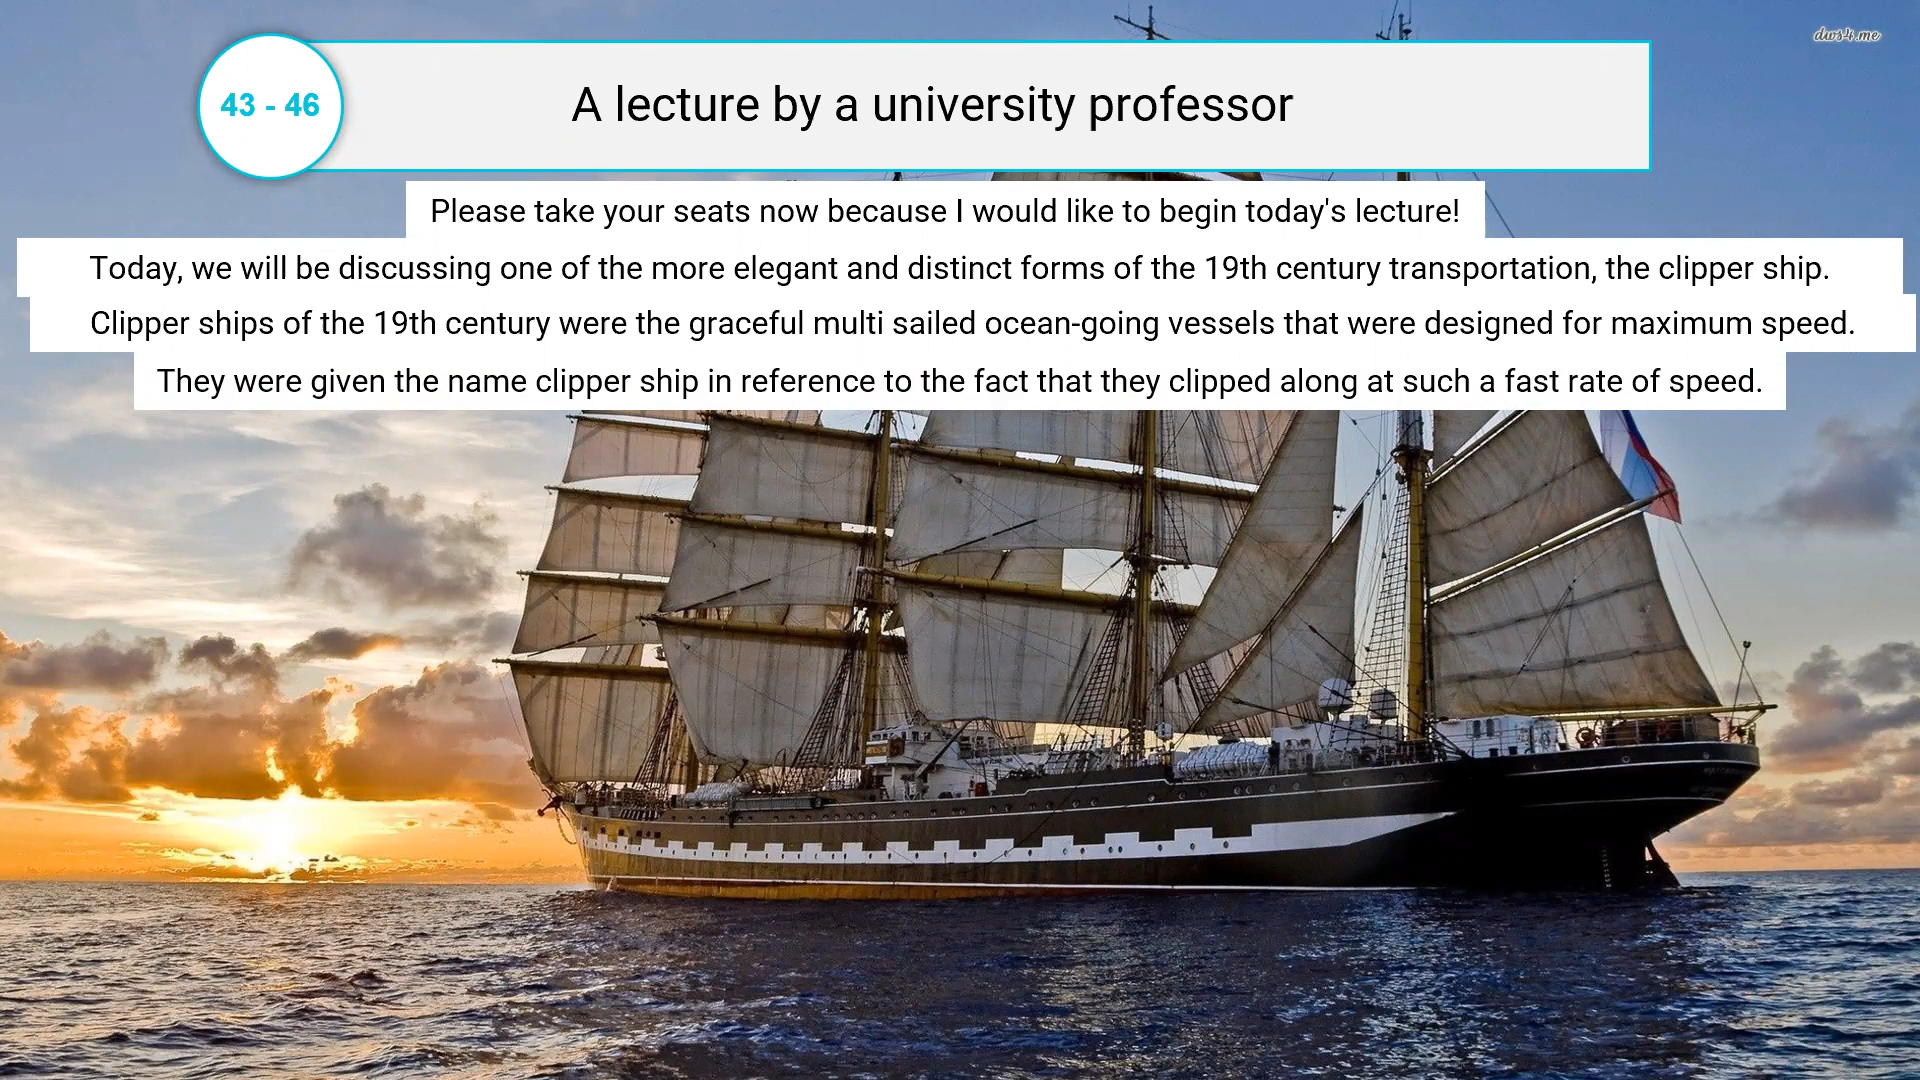 dws4.me
43 - 46
A lecture by a university professor
Please take your seats now because I would like to begin today's lecture!
Today, we will be discussing one of the more elegant and distinct forms of the 19th century transportation, the clipper ship.
Clipper ships of the 19th century were the graceful multi sailed ocean-going vessels that were designed for maximum speed.
They were given the name clipper ship in reference to the fact that they clipped along at such a fast rate of speed.